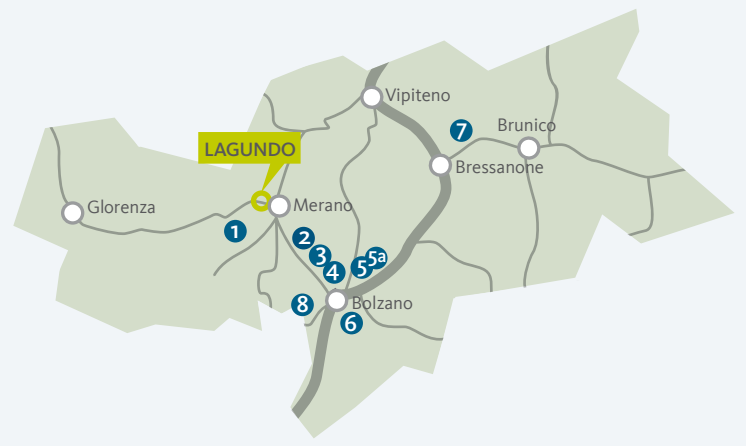 Vipiteno
Brunico
7
LAGUNDO
Bressanone
Glorenza
Merano
1
2
3
4
5
5a
8
Bolzano
6